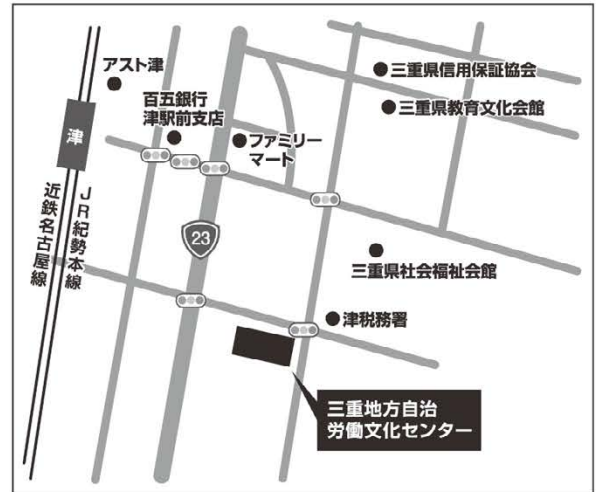 アスト津
百五銀行
津駅前支店
津
ファミリー
マート
三重県信用保証協会
三重県教育文化会館
JR紀勢本線
近鉄名古屋線
23
三重県社会福祉会館
津税務署
三重地方自治
労働文化センター